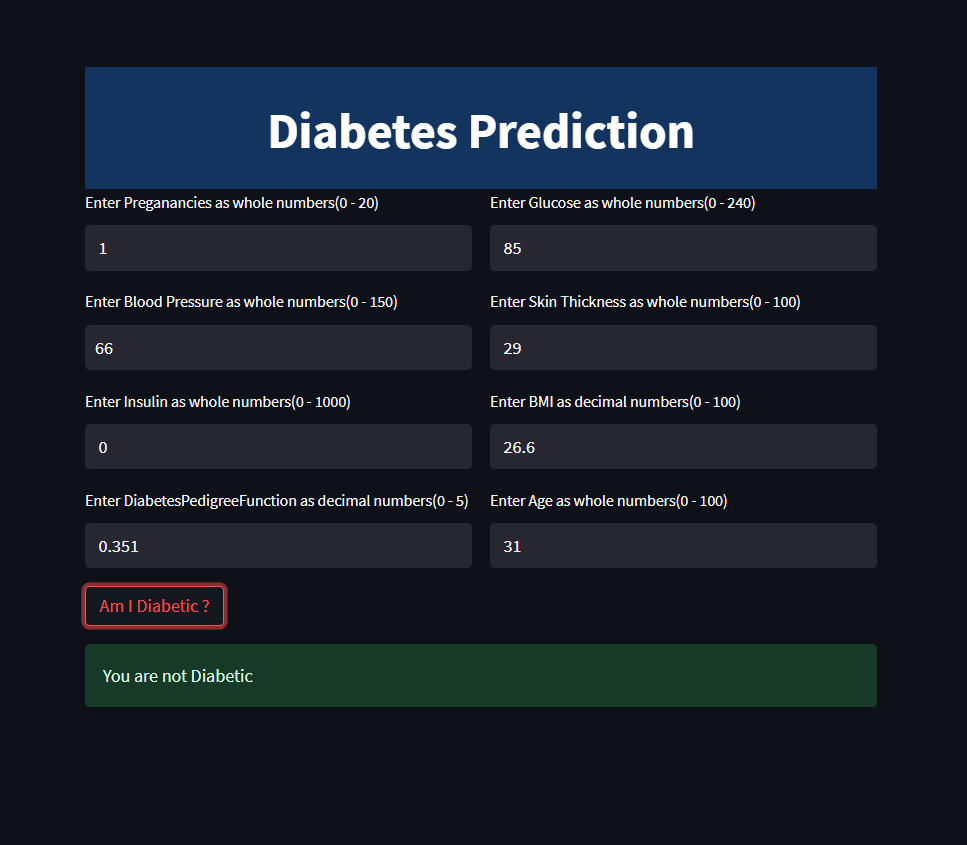 Diabetes Prediction
Enter Preganancies as whole numbers(0 - 20)
1
Enter Glucose as whole numbers(0 - 240)
85
Enter Blood Pressure as whole numbers(0 - 150)
66
Enter Skin Thickness as whole numbers(0 - 100)
29
Enter Insulin as whole numbers(0 - 1000)
0
Enter BMI as decimal numbers(0 - 100)
26.6
Enter DiabetesPedigreeFunction as decimal numbers(0 - 5)
0.351
Enter Age as whole numbers(0 - 100)
31
Am I Diabetic ?
You are not Diabetic